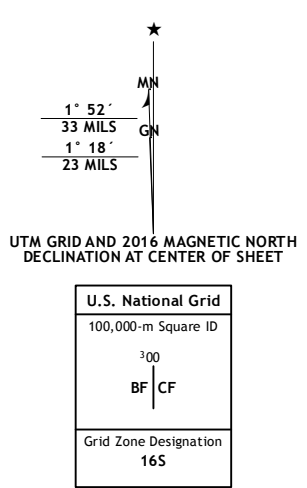 ★
MN
1° 52´
33 MILS
GN
1° 18´
23 MILS
UTM GRID AND 2016 MAGNETIC NORTH
DECLINATION AT CENTER OF SHEET
U.S. National Grid
100,000-m Square ID
³00
BF CF
Grid Zone Designation
16S